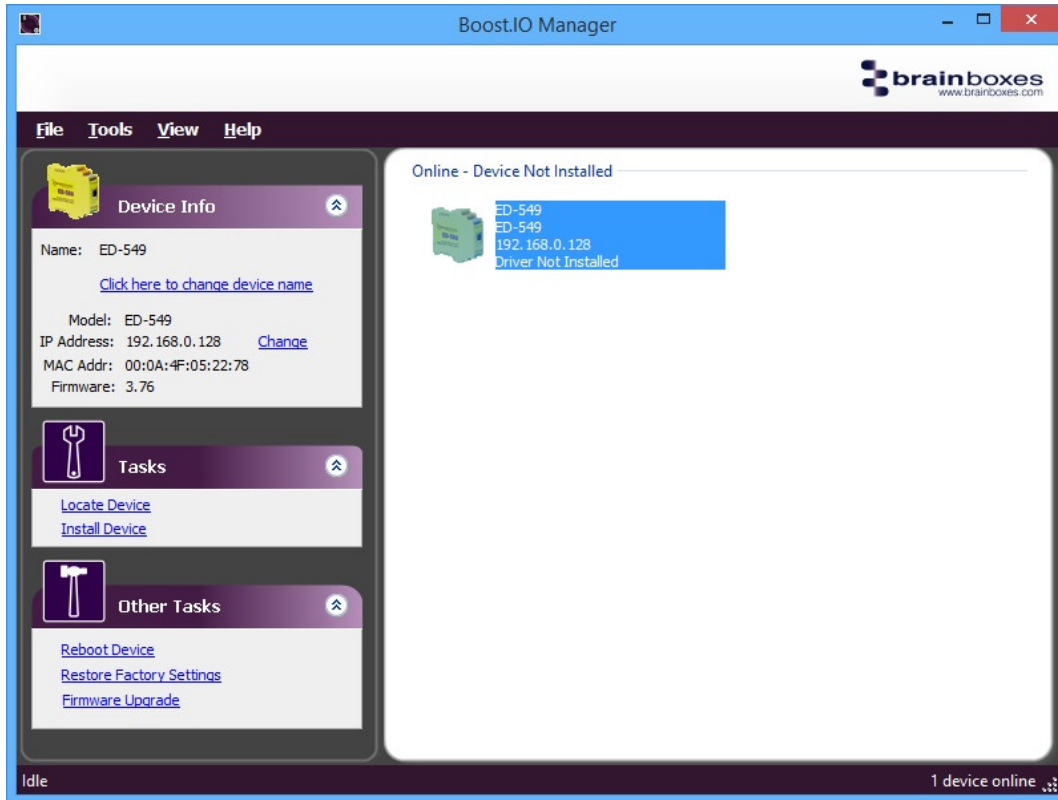 Boost.IO Manager
brainboxes
www.brainboxes.com
File Tools View Help
Device Info
Name: ED-549
Click here to change device name
Model: ED-549
IP Address: 192.168.0.128 Change
MAC Addr: 00:0A:4F:05:22:78
Firmware: 3.76
Tasks
Locate Device
Install Device
Other Tasks
Reboot Device
Restore Factory Settings
Firmware Upgrade
Online - Device Not Installed
ED-549
ED-549
192.168.0.128
Driver Not Installed
Idle
1 device online